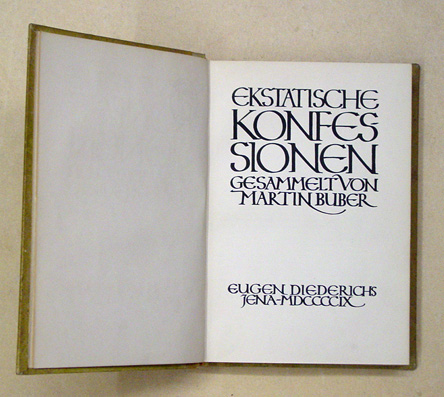 EKSTATISCHE
KONFES
SIONEN
GESAMMELT VON
MARTIN BUBER
EUGEN DIEDERICHS
JENA-MDCCCCIX